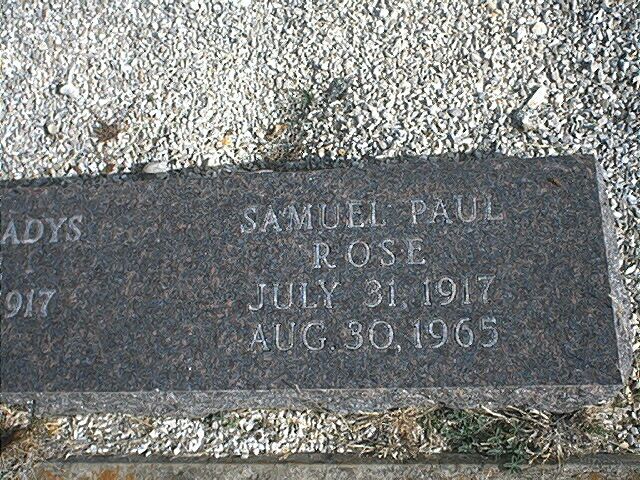 ADYS
917
SAMUEL PAUL
ROSE
JULY 31, 1917
AUG. 30, 1965